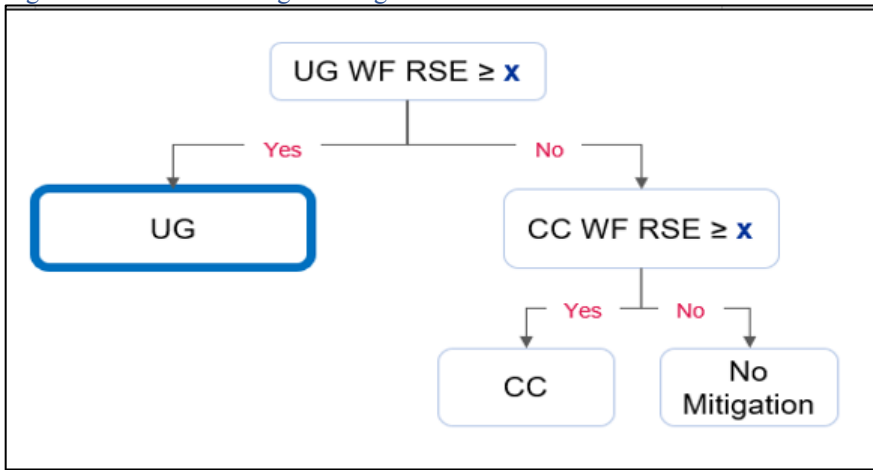 UG WF RSE ≥ x
Yes
No
UG
CC WF RSE ≥ x
Yes
No
CC
No
Mitigation